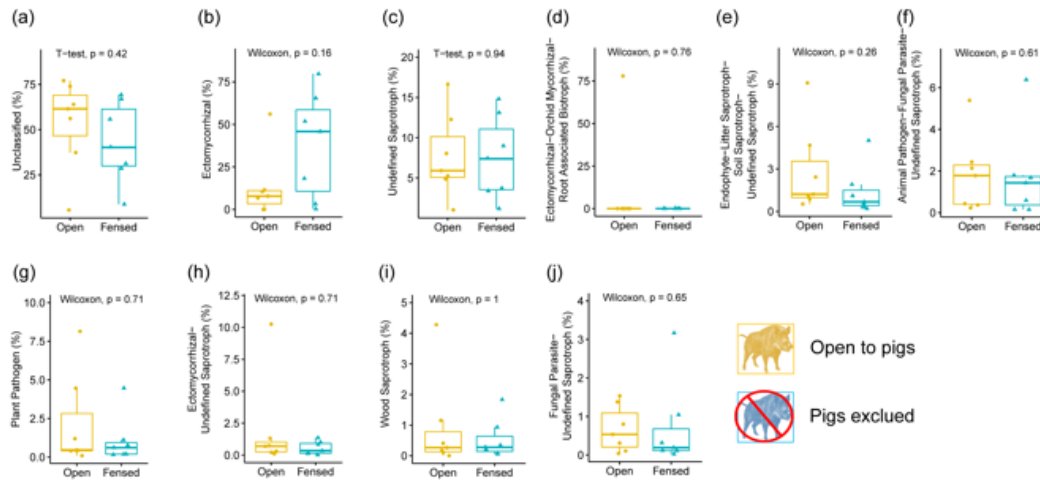 (a)
T-test, p = 0.42
Unclassified (%)
75
50
25
Open
Fensed
(b)
Wilcoxon, p = 0.16
Ectomycorrhizal (%)
75
50
25
0
Open
Fensed
(c)
T-test, p = 0.94
Undefined Saprotroph (%)
20
15
10
5
Open
Fensed
(d)
Wilcoxon, p = 0.76
Ectomycorrhizal-Orchid Mycorrhizal-
Root Associated Biotroph (%)
75
50
25
0
Open
Fensed
(e)
Wilcoxon, p = 0.26
Endophyte-Litter Saprotroph-
Soil Saprotroph-
Undefined Saprotroph (%)
9
6
3
0
Open
Fensed
(f)
Wilcoxon, p = 0.61
Animal Pathogen-Fungal Parasite-
Undefined Saprotroph (%)
6
4
2
0
Open
Fensed
(g)
Wilcoxon, p = 0.71
Plant Pathogen (%)
10.0
7.5
5.0
2.5
0.0
Open
Fensed
(h)
Wilcoxon, p = 0.71
Ectomycorrhizal-
Undefined Saprotroph (%)
12.5
10.0
7.5
5.0
2.5
0.0
Open
Fensed
(i)
Wilcoxon, p = 1
Wood Saprotroph (%)
5
4
3
2
1
0
Open
Fensed
(j)
Wilcoxon, p = 0.65
Fungal Parasite-
Undefined Saprotroph (%)
4
3
2
1
0
Open
Fensed
Open to pigs
Pigs exclued